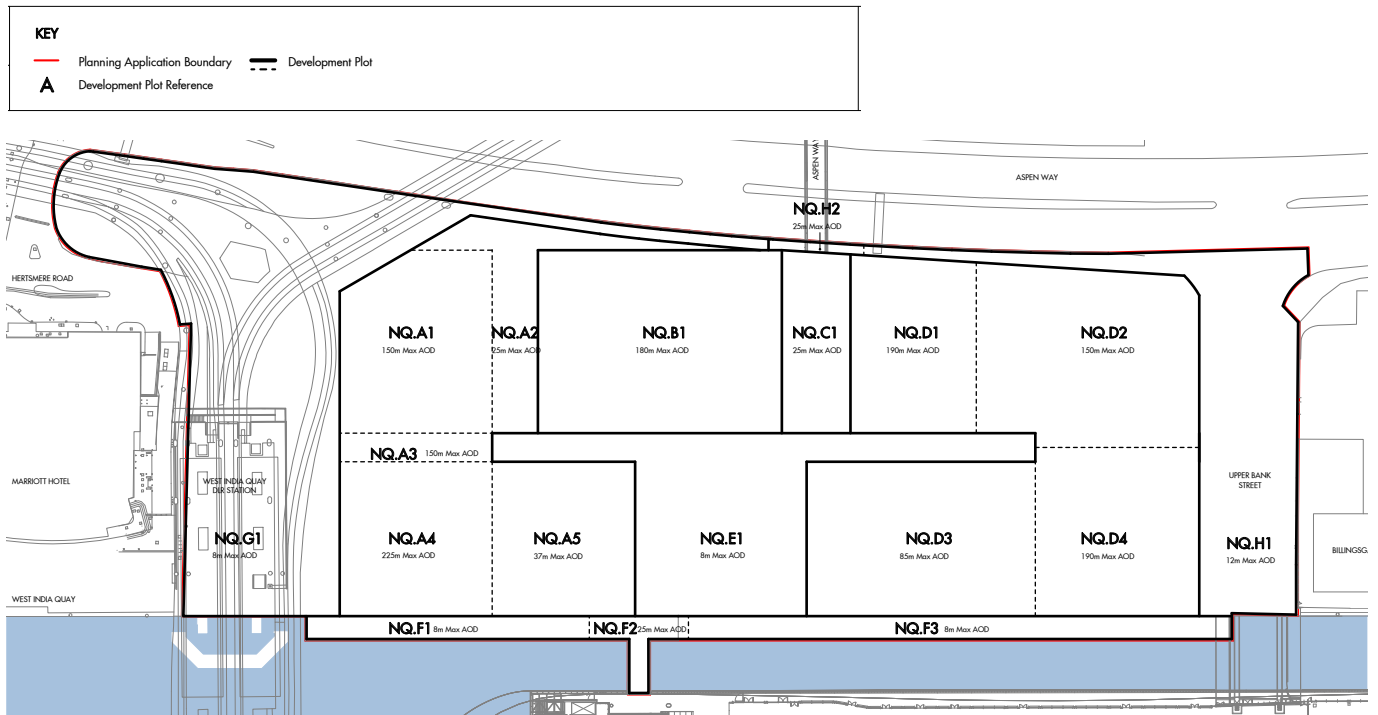 KEY
Planning Application Boundary
Development Plot
A
Development Plot Reference
ASPEN WAY
ASPEN WAY
NQ.H2
25m Max AOD
HERTSMERE ROAD
NQ.A1
150m Max AOD
NQ.A2
25m Max AOD
NQ.B1
180m Max AOD
NQ.C1
25m Max AOD
NQ.D1
190m Max AOD
NQ.D2
150m Max AOD
NQ.A3 150m Max AOD
MARRIOTT HOTEL
WEST INDIA QUAY
DLR STATION
UPPER BANK
STREET
NQ.G1
8m Max AOD
NQ.A4
225m Max AOD
NQ.A5
37m Max AOD
NQ.E1
8m Max AOD
NQ.D3
85m Max AOD
NQ.D4
190m Max AOD
NQ.H1
12m Max AOD
BILLINGSGA
WEST INDIA QUAY
NQ.F1 8m Max AOD
NQ.F2 25m Max AOD
NQ.F3 8m Max AOD